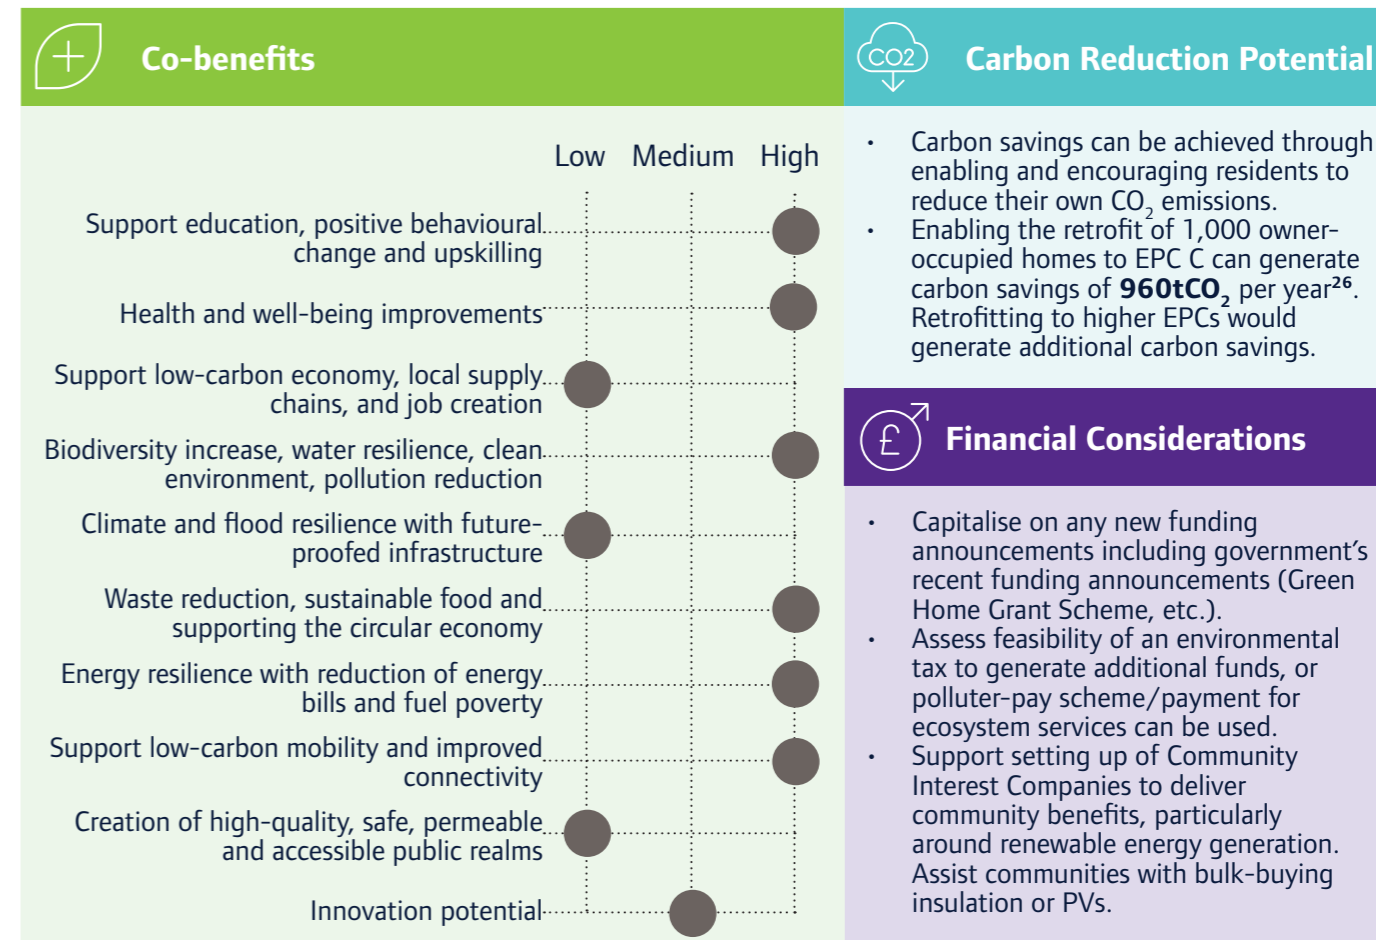 Co-benefits
Low Medium High
Support education, positive behavioural
change and upskilling
Health and well-being improvements
Support low-carbon economy, local supply
chains, and job creation
Biodiversity increase, water resilience, clean
environment, pollution reduction
Climate and flood resilience with future-
proofed infrastructure
Waste reduction, sustainable food and
supporting the circular economy
Energy resilience with reduction of energy
bills and fuel poverty
Support low-carbon mobility and improved
connectivity
Creation of high-quality, safe, permeable
and accessible public realms
Innovation potential
CO2
Carbon Reduction Potential
• Carbon savings can be achieved through
enabling and encouraging residents to
reduce their own CO₂ emissions.
• Enabling the retrofit of 1,000 owner-
occupied homes to EPC C can generate
carbon savings of 960tCO₂ per year²⁶.
Retrofitting to higher EPCs would
generate additional carbon savings.
£
Financial Considerations
• Capitalise on any new funding
announcements including government's
recent funding announcements (Green
Home Grant Scheme, etc.).
• Assess feasibility of an environmental
tax to generate additional funds, or
polluter-pay scheme/payment for
ecosystem services can be used.
• Support setting up of Community
Interest Companies to deliver
community benefits, particularly
around renewable energy generation.
Assist communities with bulk-buying
insulation or PVs.